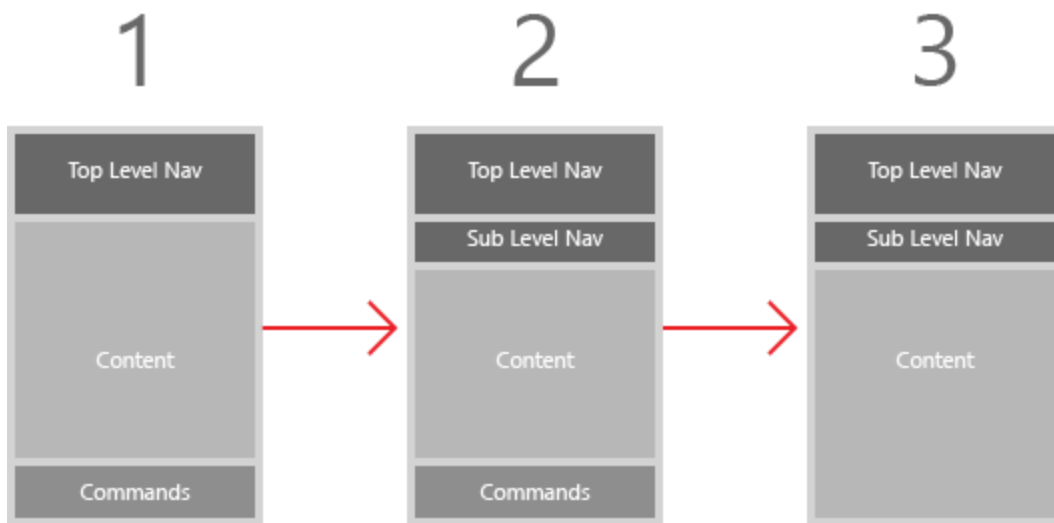 1
2
3
Top Level Nav
Content
Commands
Top Level Nav
Sub Level Nav
Content
Commands
Top Level Nav
Sub Level Nav
Content